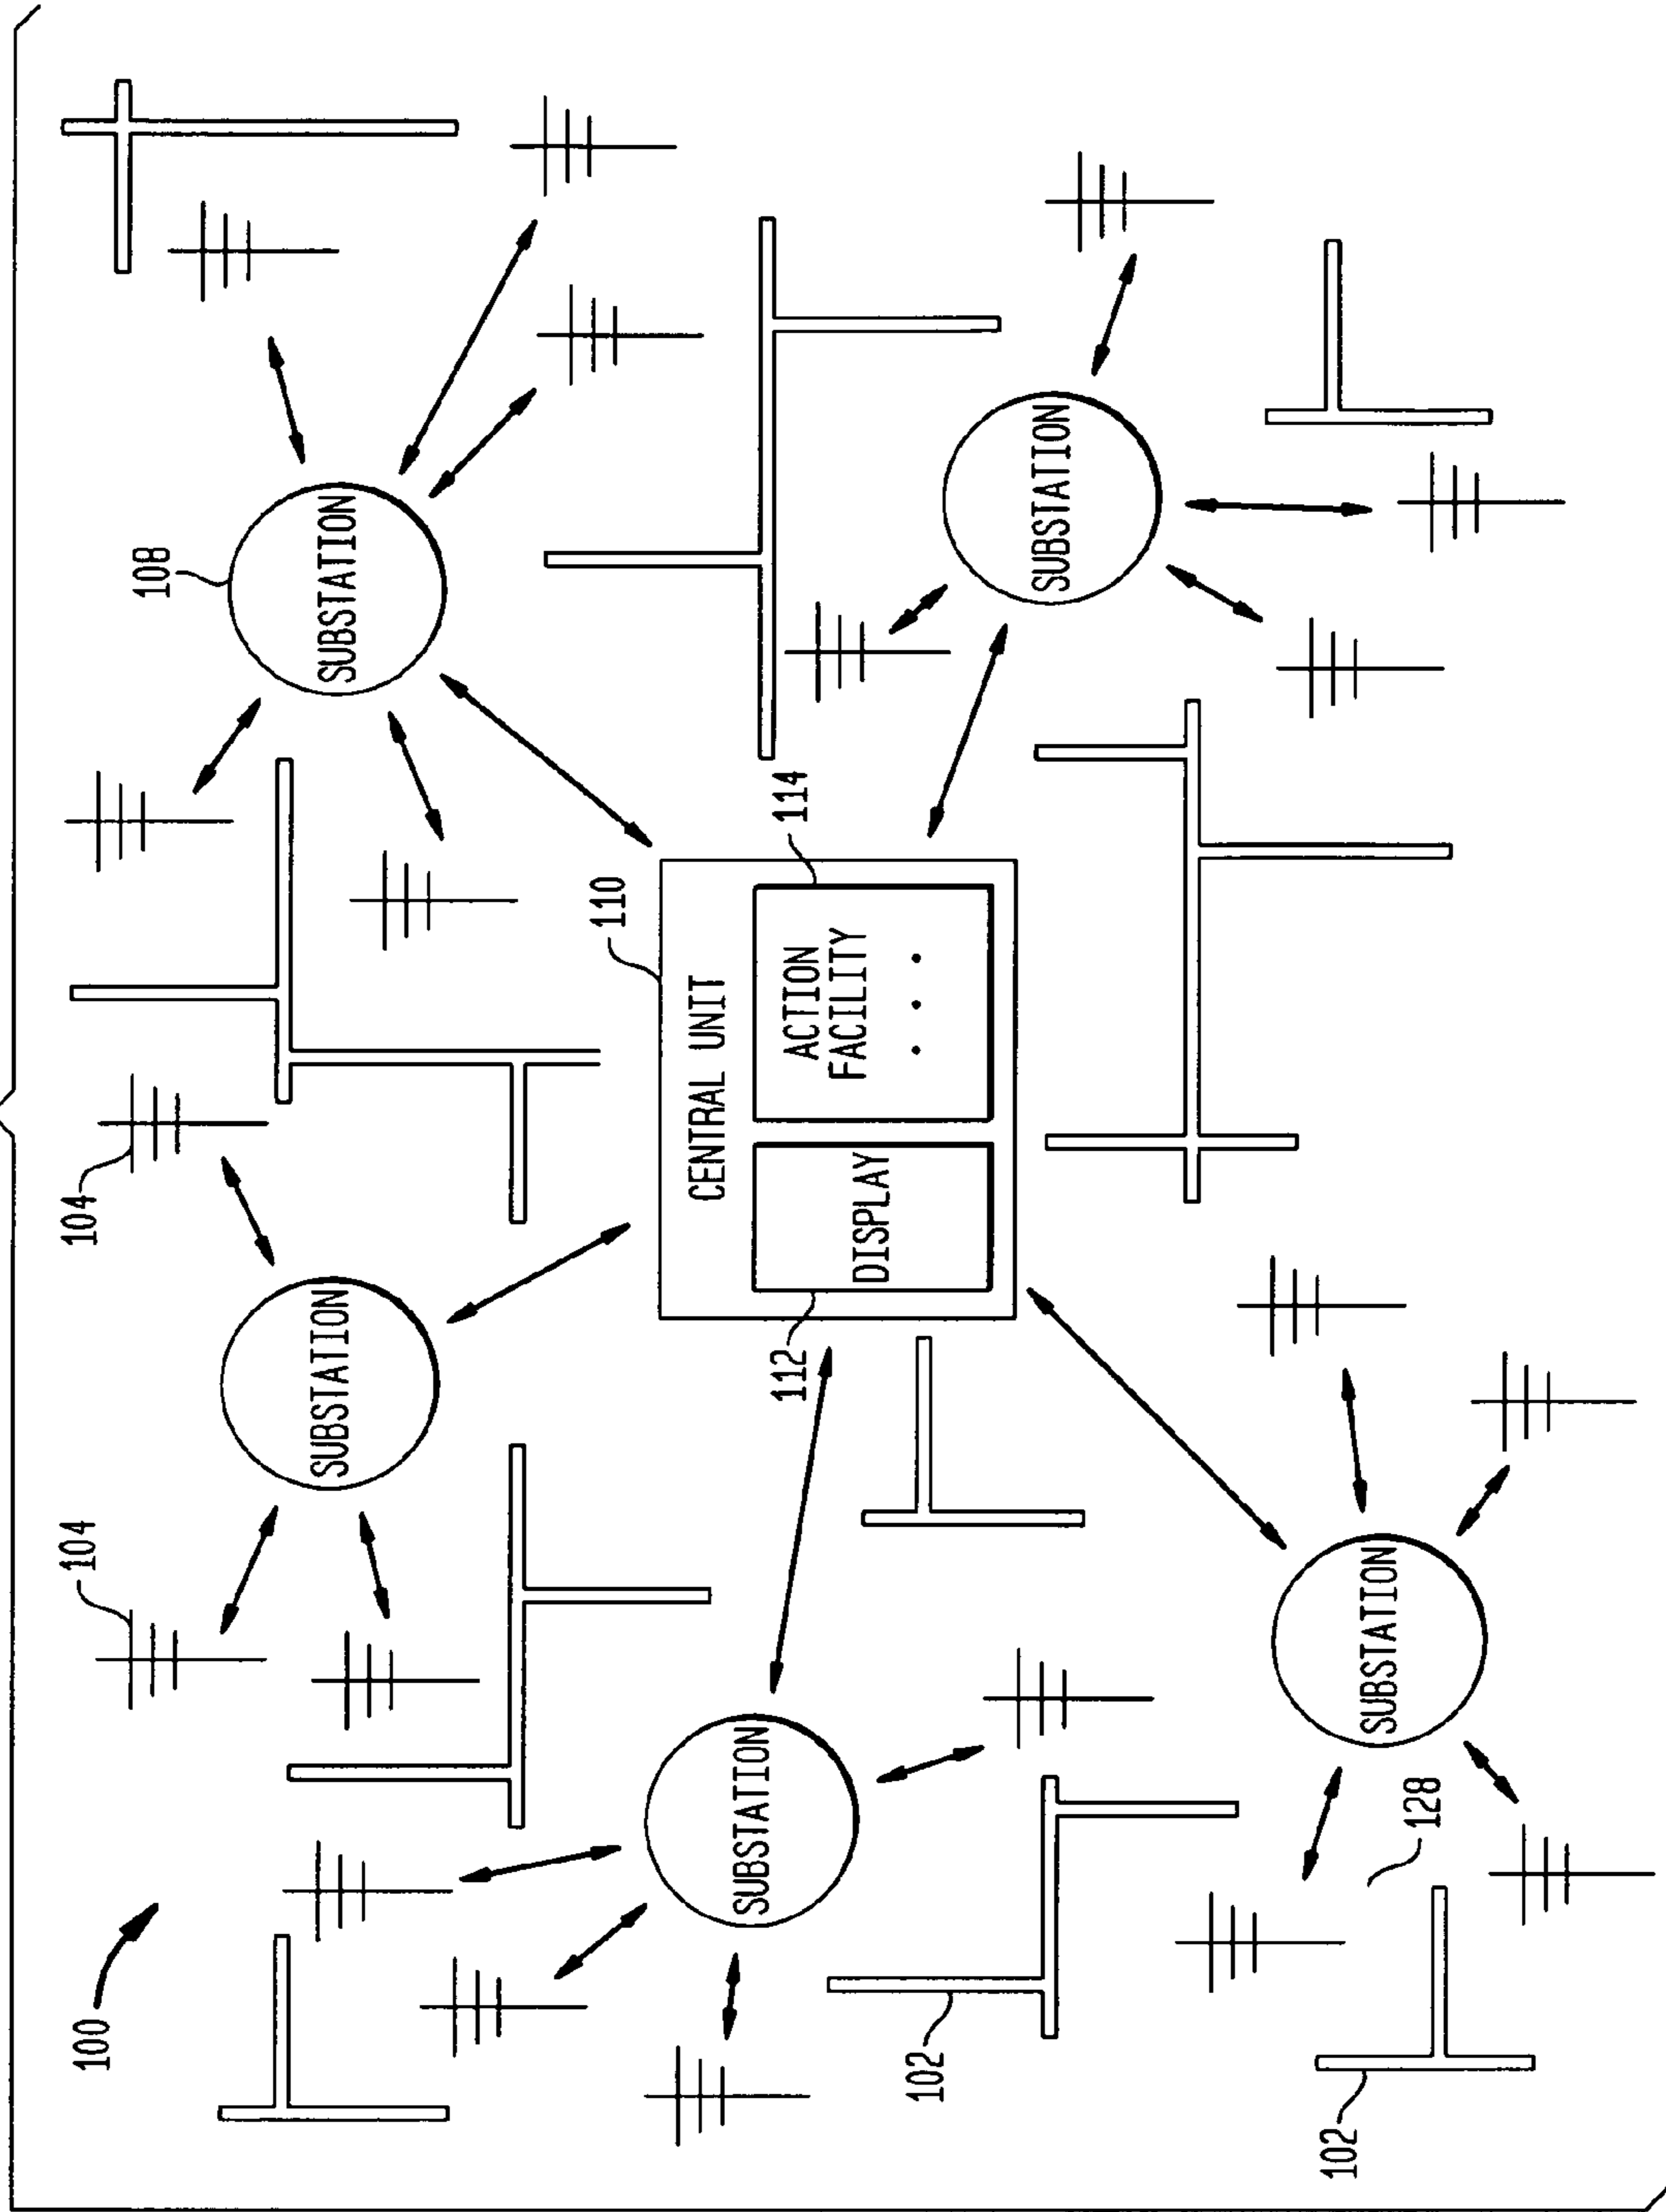 100
104
104
108
SUBSTATION
SUBSTATION
110
CENTRAL UNIT
SUBSTATION
112
114
DISPLAY
ACTION
FACILITY
...
102
SUBSTATION
102
SUBSTATION
128